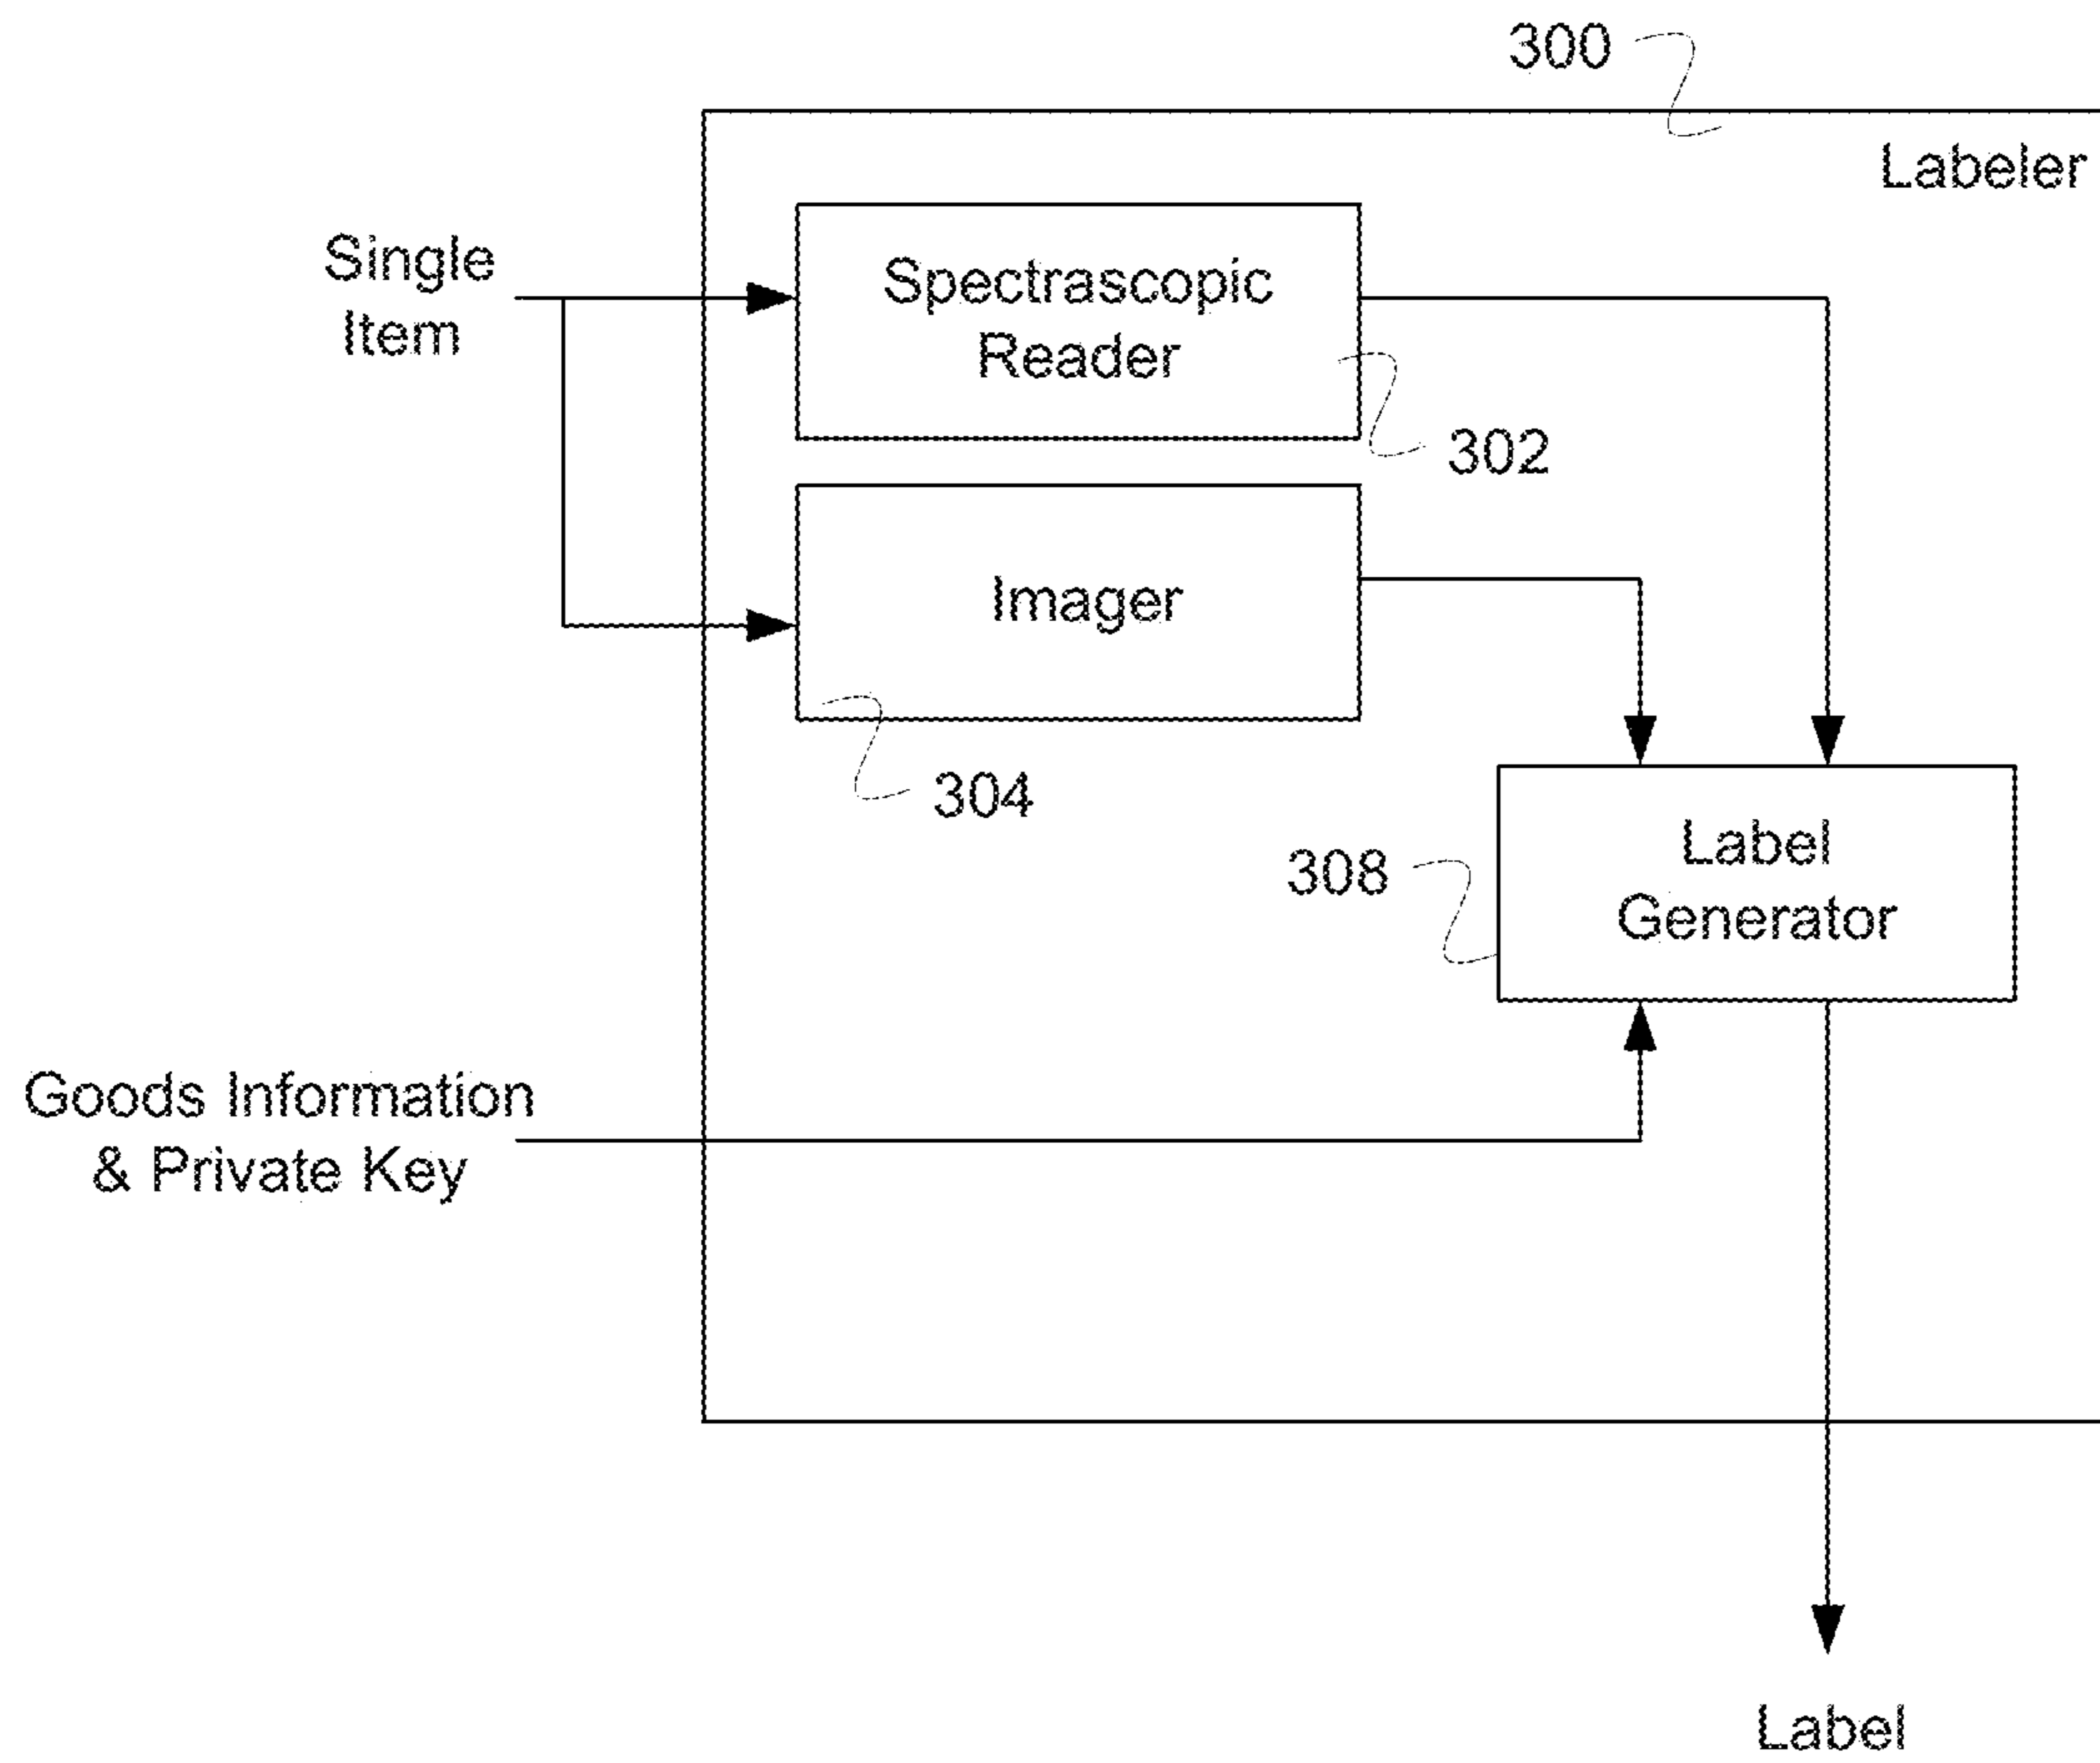 300
Labeler
Single
Item
Spectrascopic
Reader
302
Imager
304
308
Label
Generator
Goods Information
& Private Key
Label